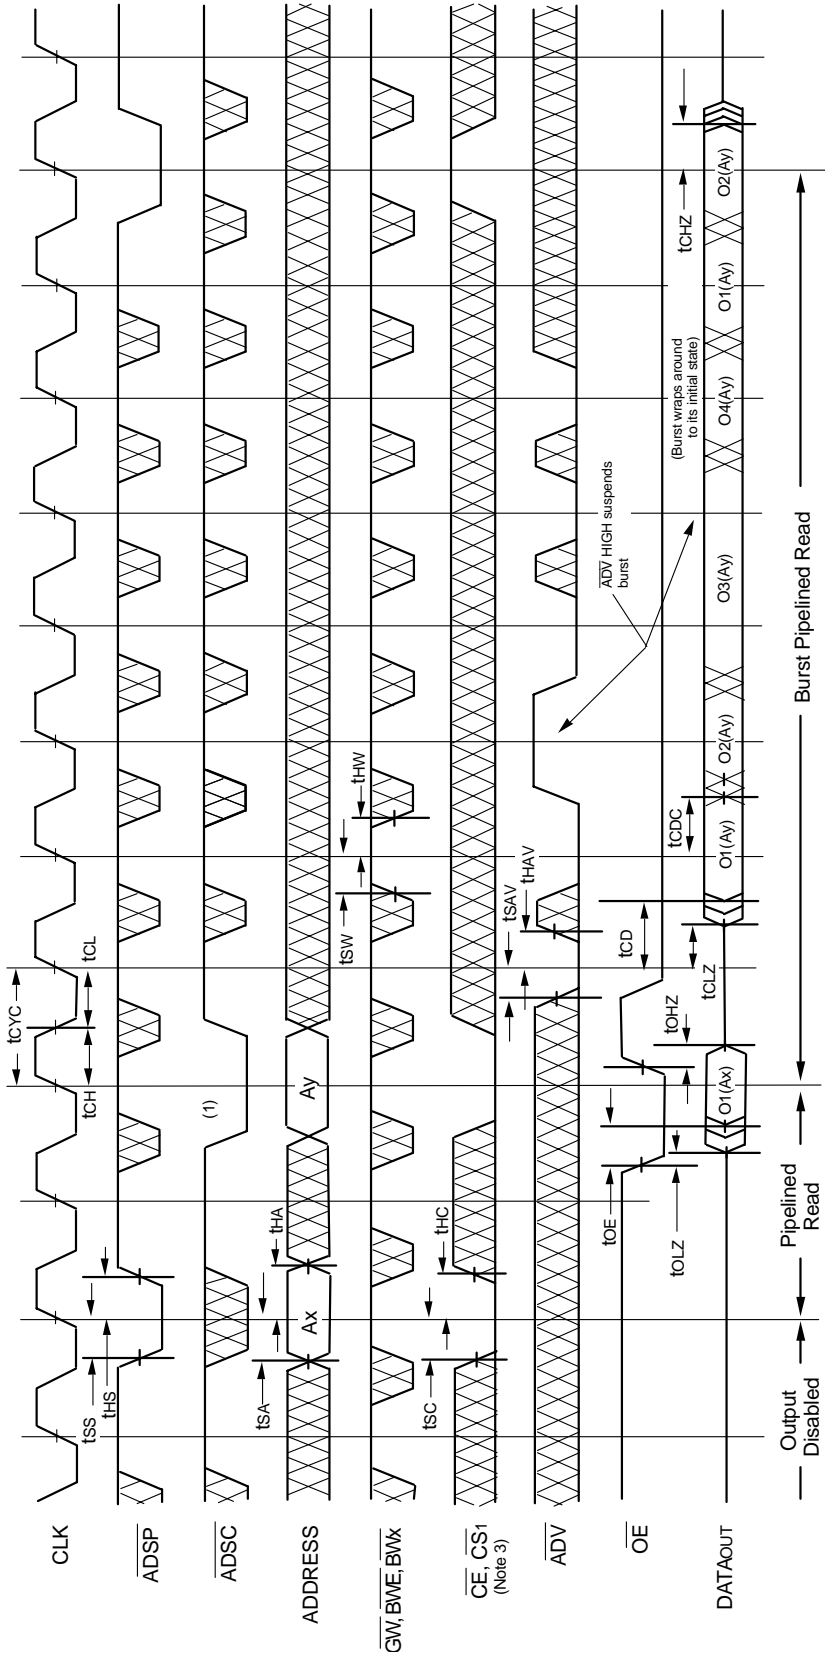 CLK
tCYC
tCH
tCL
tSS
tHS
ADSP
ADSC
(1)
ADDRESS
Ax
Ay
tSA
tHA
GW, BWE, BWx
tSW
tHW
CE, CS1
(Note 3)
tSC
tHC
ADV
tSAV
tHAV
ADV HIGH suspends
burst
OE
tOE
tOHZ
tCD
tOLZ
tCLZ
tCDC
tCHZ
(Burst wraps around
to its initial state)
DATAOUT
O1(Ax)
O1(Ay)
O2(Ay)
O3(Ay)
O4(Ay)
O1(Ay)
O2(Ay)
Output
Disabled
Pipelined
Read
Burst Pipelined Read